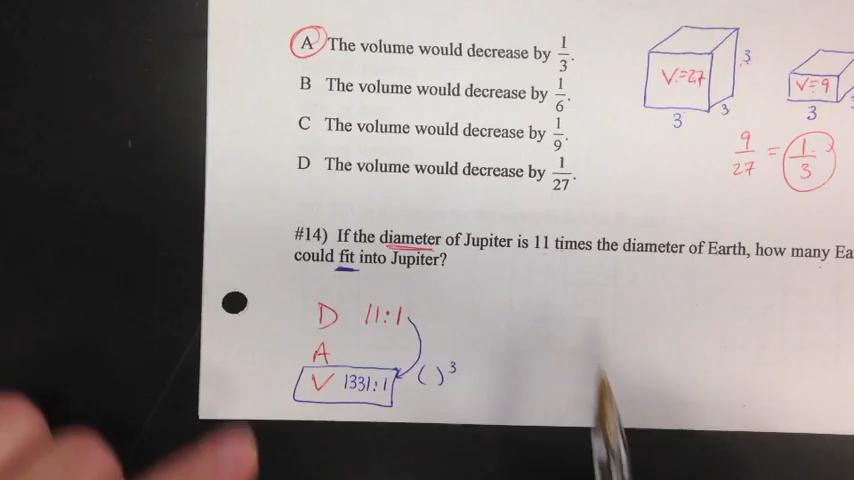 A The volume would decrease by 1/3.
B The volume would decrease by 1/6.
C The volume would decrease by 1/9.
D The volume would decrease by 1/27.
V=27
3
3
3
V=9
3
9/27 = 1/3
#14) If the diameter of Jupiter is 11 times the diameter of Earth, how many Ea
could fit into Jupiter?
D 11:1
A
V 1331:1 ( )³